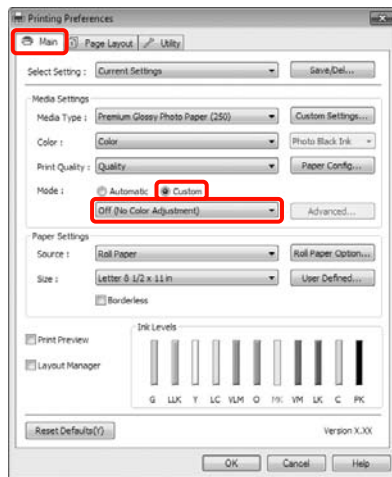 Printing Preferences
Main Page Layout Utility
Select Setting : Current Settings Save/Del...
Media Settings
Media Type : Premium Glossy Photo Paper (250) Custom Settings...
Color : Color Photo Black Ink
Print Quality : Quality Paper Config...
Mode : Automatic Custom
Off (No Color Adjustment) Advanced...
Paper Settings
Source : Roll Paper Roll Paper Option...
Size : Letter 8 1/2 x 11 in User Defined...
Borderless
Print Preview
Layout Manager
Ink Levels
G LLK Y LC VLM O MK VM LK C PK
Reset Defaults(Y) Version X.XX
OK Cancel Help